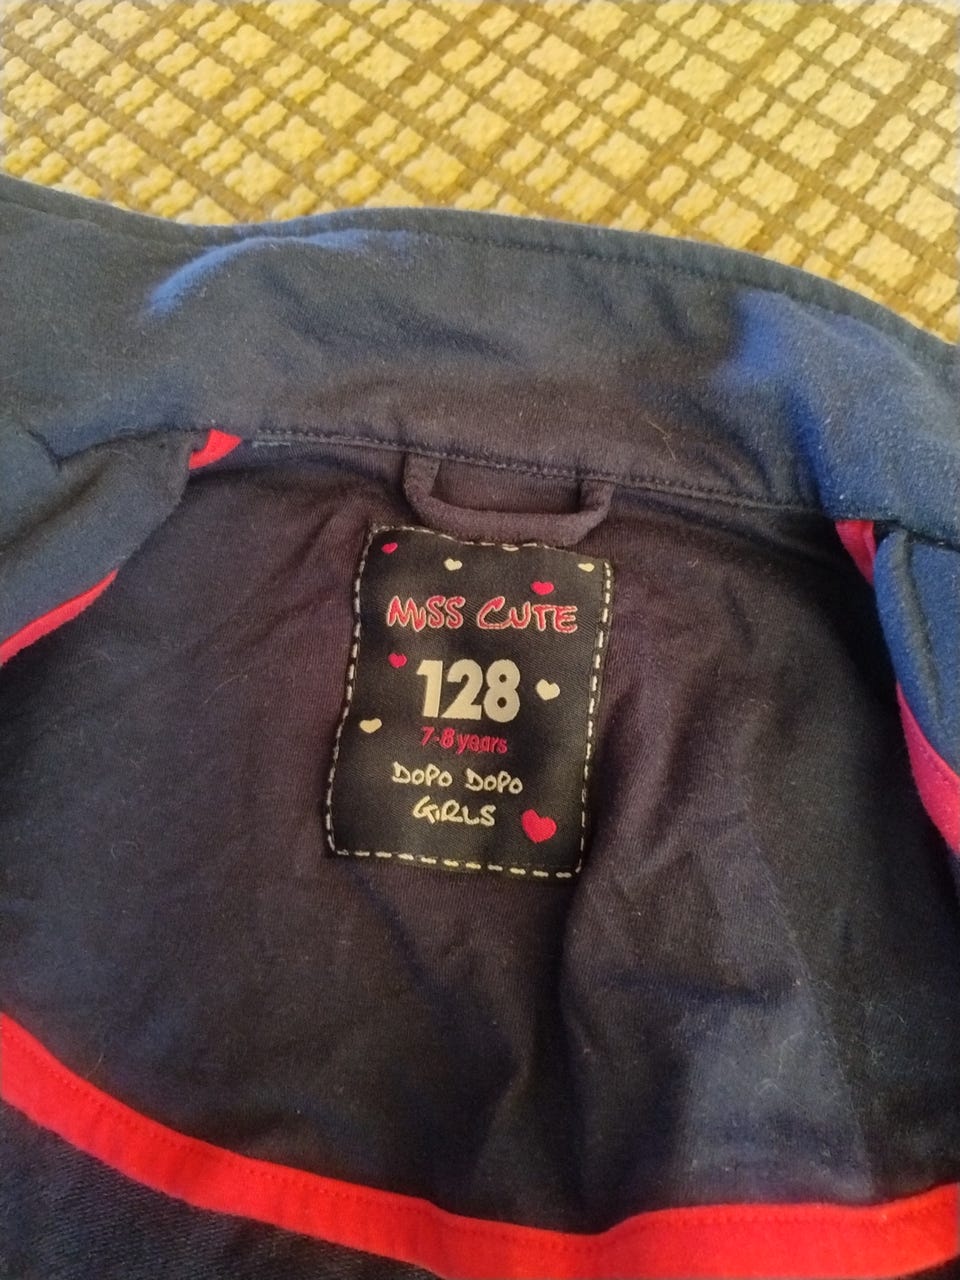 MiSS CUTE
128
7-8 years
DOPO DOPO
GiRLS